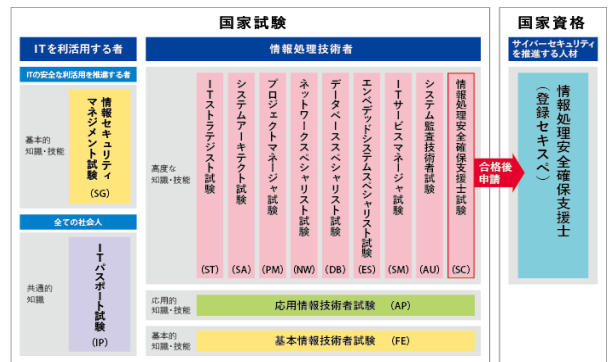 国家試験
国家資格
ITを利活用する者
情報処理技術者
サイバーセキュリティ
を推進する人材
ITの安全な利活用を推進する者
基本的
知識・技能
情報セキュリティ
マネジメント試験
(SG)
全ての社会人
共通的
知識
ITパスポート試験
(IP)
高度な
知識・技能
ITストラテジスト試験
(ST)
システムアーキテクト試験
(SA)
プロジェクトマネージャ試験
(PM)
ネットワークスペシャリスト試験
(NW)
データベーススペシャリスト試験
(DB)
エンベデッドシステムスペシャリスト試験
(ES)
ITサービスマネージャ試験
(SM)
システム監査技術者試験
(AU)
情報処理安全確保支援士試験
(SC)
合格後
申請
情報処理安全確保支援士
(登録セキスペ)
応用的
知識・技能
応用情報技術者試験 (AP)
基本的
知識・技能
基本情報技術者試験 (FE)